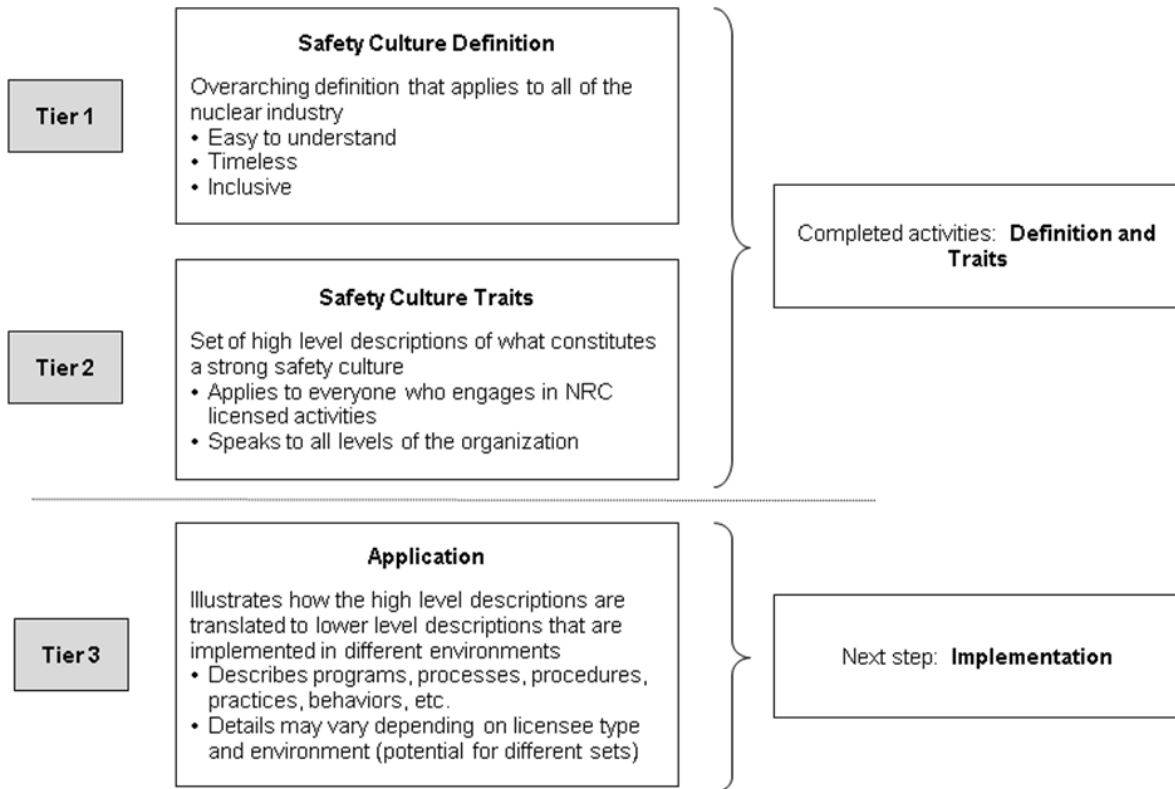 Safety Culture Definition
Tier 1
Overarching definition that applies to all of the
nuclear industry
• Easy to understand
• Timeless
• Inclusive
Completed activities: Definition and
Traits
Safety Culture Traits
Tier 2
Set of high level descriptions of what constitutes
a strong safety culture
• Applies to everyone who engages in NRC
licensed activities
• Speaks to all levels of the organization
Application
Tier 3
Illustrates how the high level descriptions are
translated to lower level descriptions that are
implemented in different environments
• Describes programs, processes, procedures,
practices, behaviors, etc.
• Details may vary depending on licensee type
and environment (potential for different sets)
Next step: Implementation